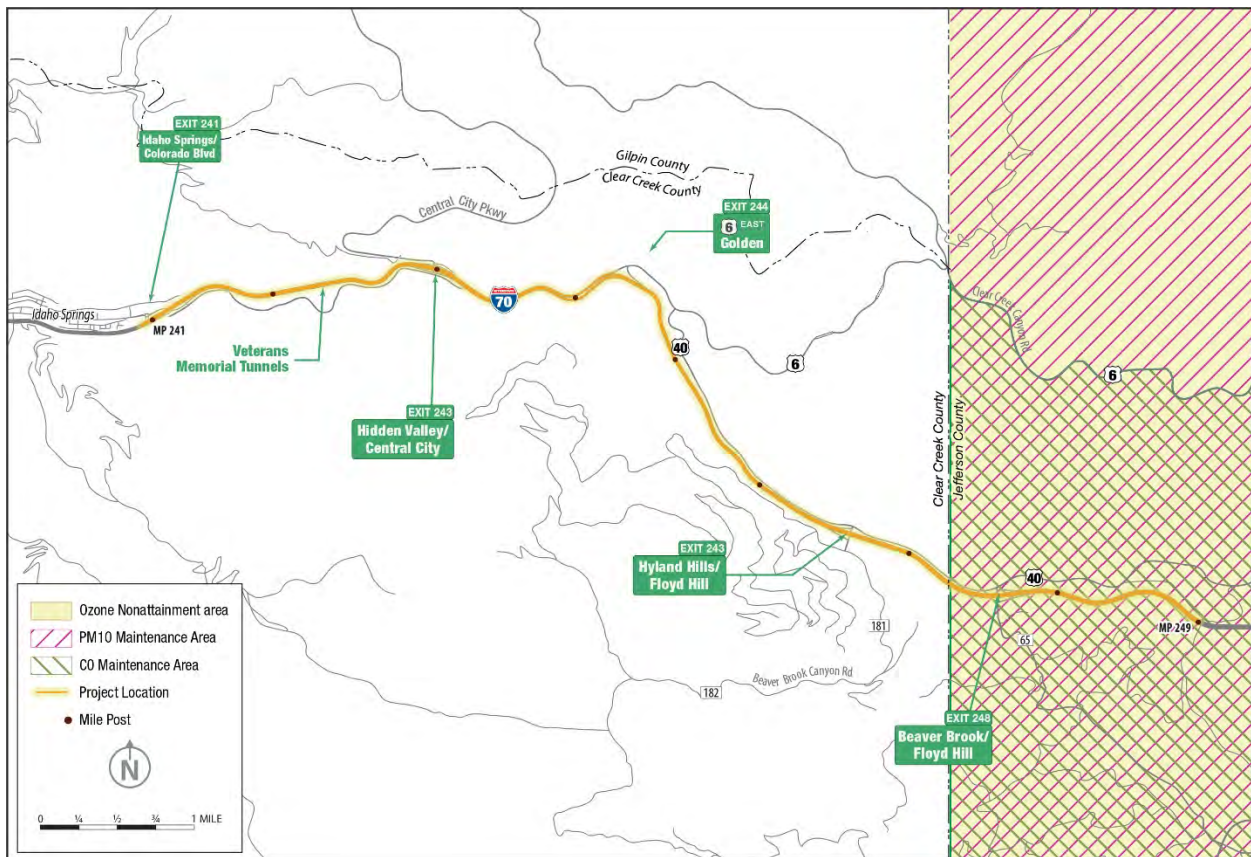 EXIT 241
Idaho Springs/
Colorado Blvd
Gilpin County
Clear Creek County
Central City Pkwy
EXIT 244
6 EAST
Golden
INTERSTATE
70
Idaho Springs
MP 241
Veterans
Memorial Tunnels
40
6
Clear Creek Canyon Rd
6
EXIT 243
Hidden Valley/
Central City
Clear Creek County
Jefferson County
EXIT 243
Hyland Hills/
Floyd Hill
40
MP 249
65
181
Beaver Brook Canyon Rd
182
EXIT 248
Beaver Brook/
Floyd Hill
Ozone Nonattainment area
PM10 Maintenance Area
CO Maintenance Area
Project Location
Mile Post
N
0 ¼ ½ ¾ 1 MILE